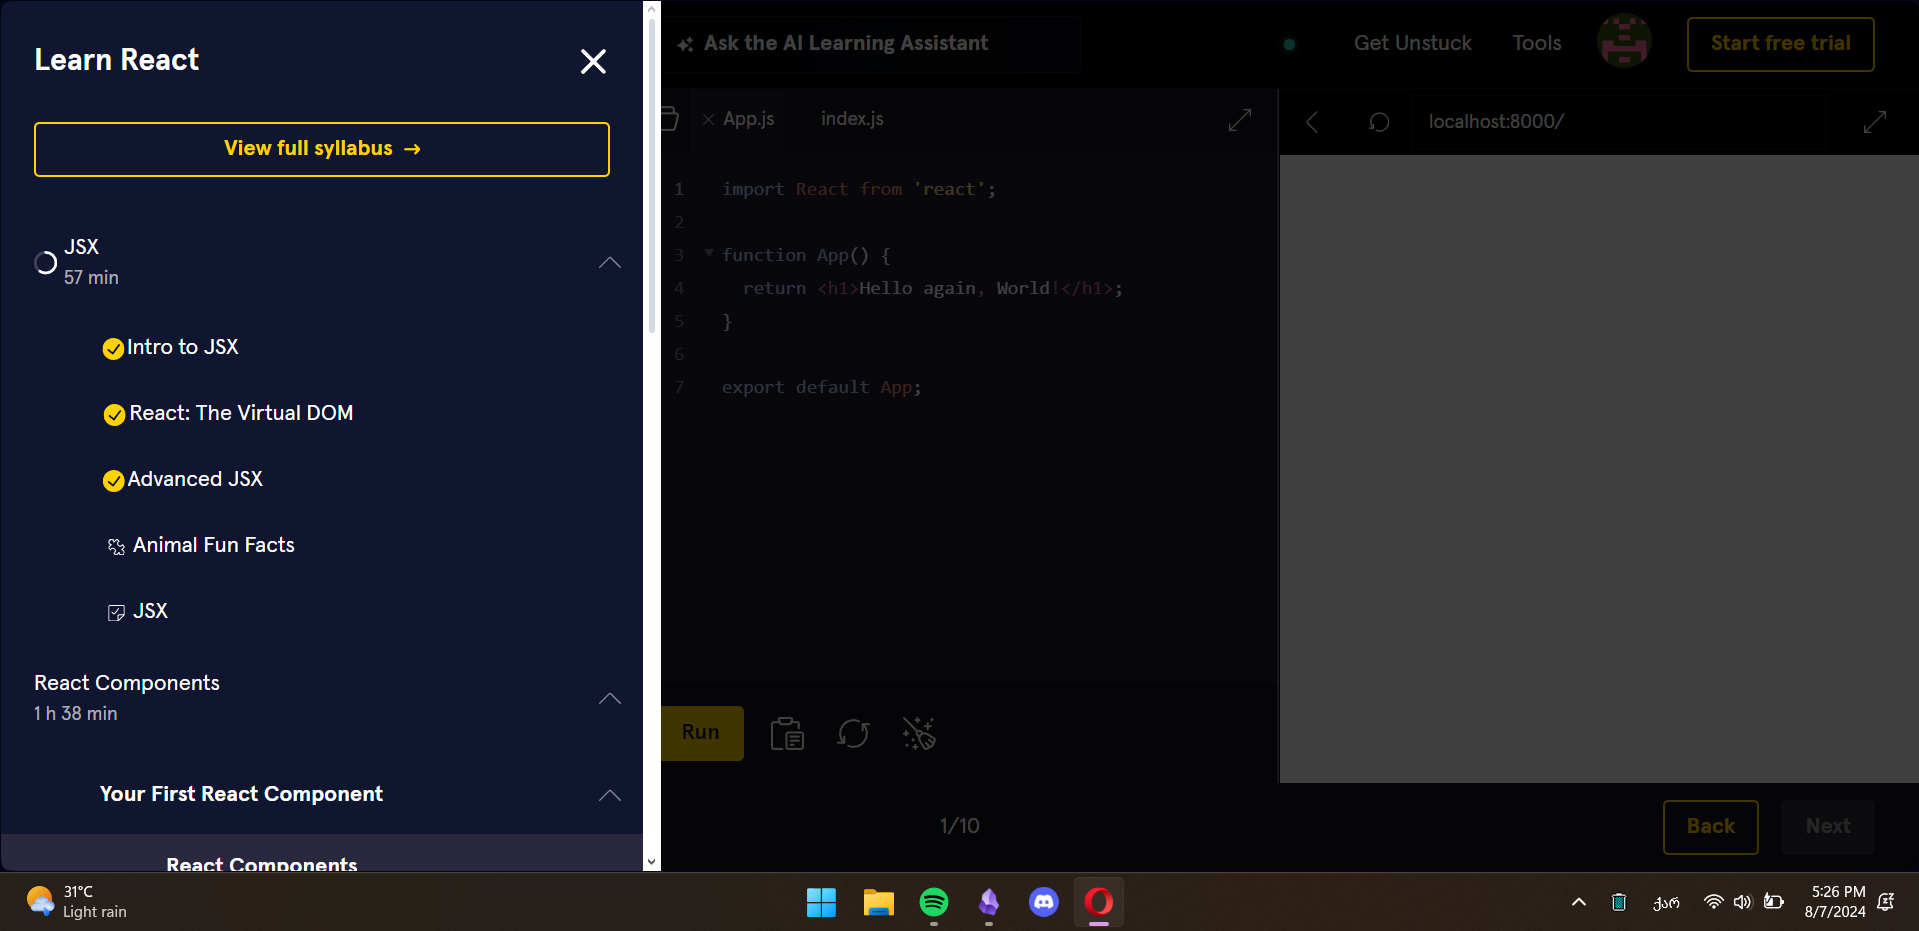 Learn React
View full syllabus →
JSX
57 min
Intro to JSX
React: The Virtual DOM
Advanced JSX
Animal Fun Facts
JSX
React Components
1 h 38 min
Your First React Component
React Components
Ask the AI Learning Assistant
Get Unstuck
Tools
Start free trial
App.js
index.js
localhost:8000/
1 import React from 'react';
2
3 function App() {
4 return <h1>Hello again, World!</h1>;
5 }
6
7 export default App;
Run
1/10
Back
Next
31°C
Light rain
ქარ
5:26 PM
8/7/2024